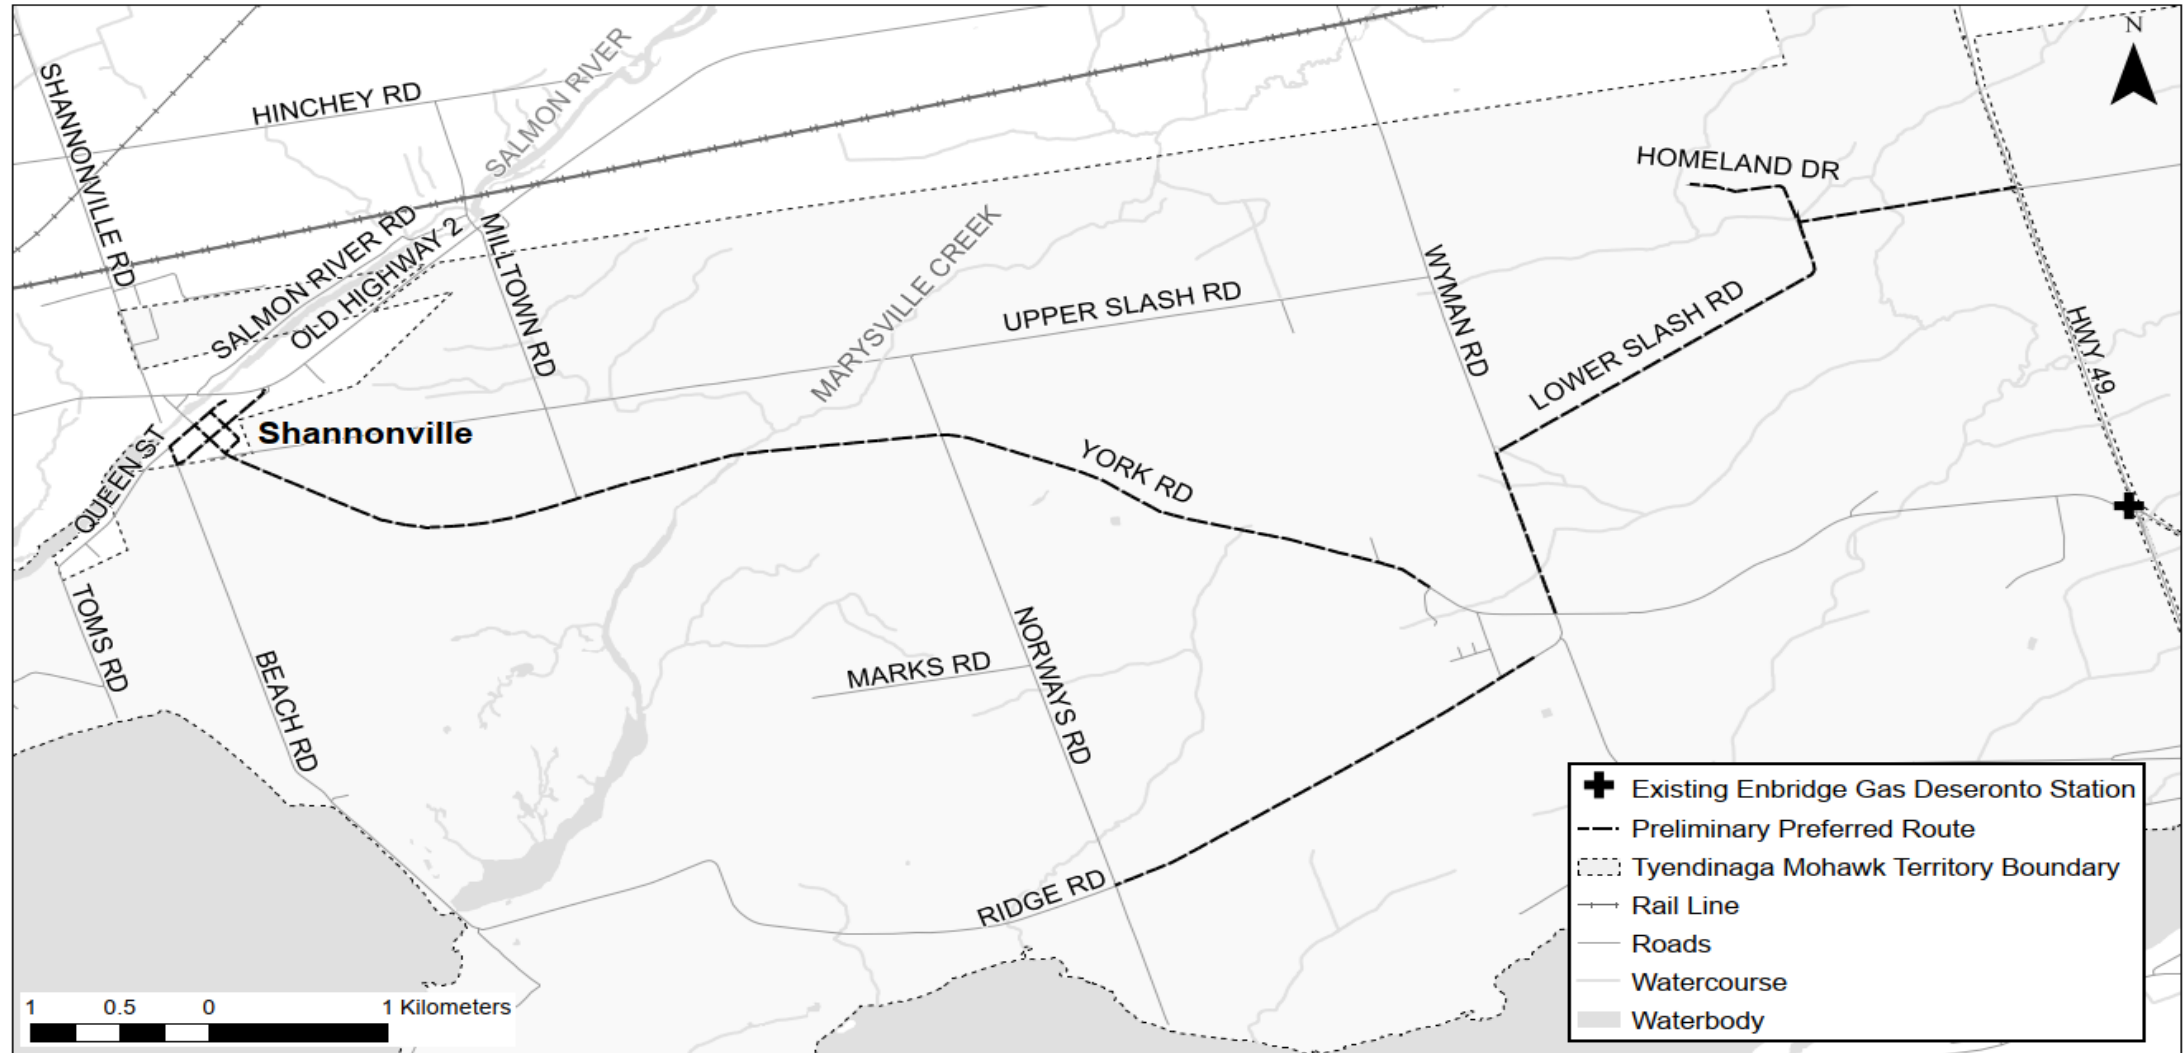 N
SHANNONVILLE RD
HINCHEY RD
SALMON RIVER
HOMELAND DR
SALMON RIVER RD
OLD HIGHWAY 2
MILLTOWN RD
MARYSVILLE CREEK
UPPER SLASH RD
WYMAN RD
LOWER SLASH RD
HWY 49
Shannonville
QUEEN ST
YORK RD
TOMS RD
BEACH RD
MARKS RD
NORWAYS RD
RIDGE RD
Existing Enbridge Gas Deseronto Station
Preliminary Preferred Route
Tyendinaga Mohawk Territory Boundary
Rail Line
Roads
Watercourse
Waterbody
1 0.5 0 1 Kilometers